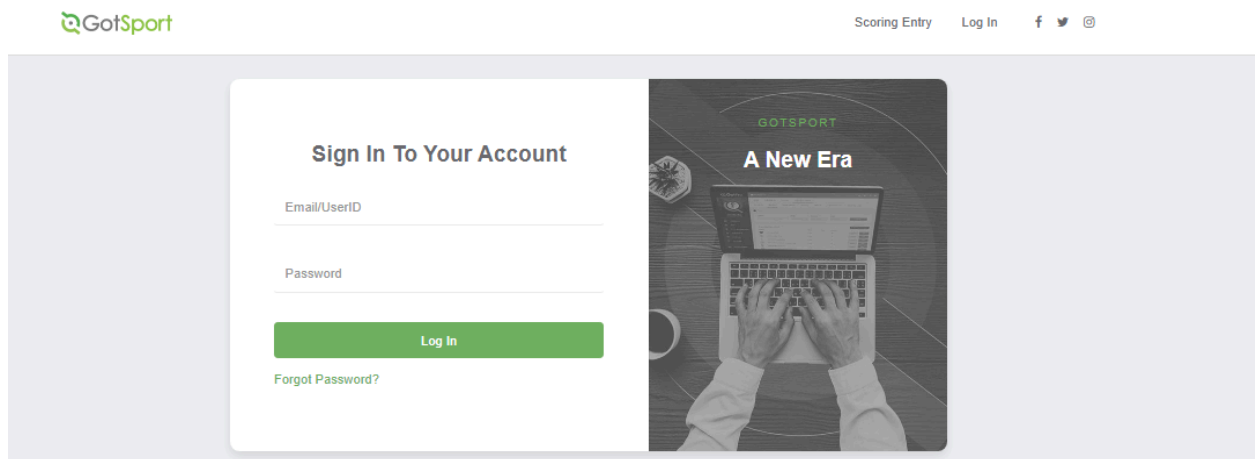 GotSport
Scoring Entry Log In
Sign In To Your Account
Email/UserID
Password
Log In
Forgot Password?
GOTSPORT
A New Era